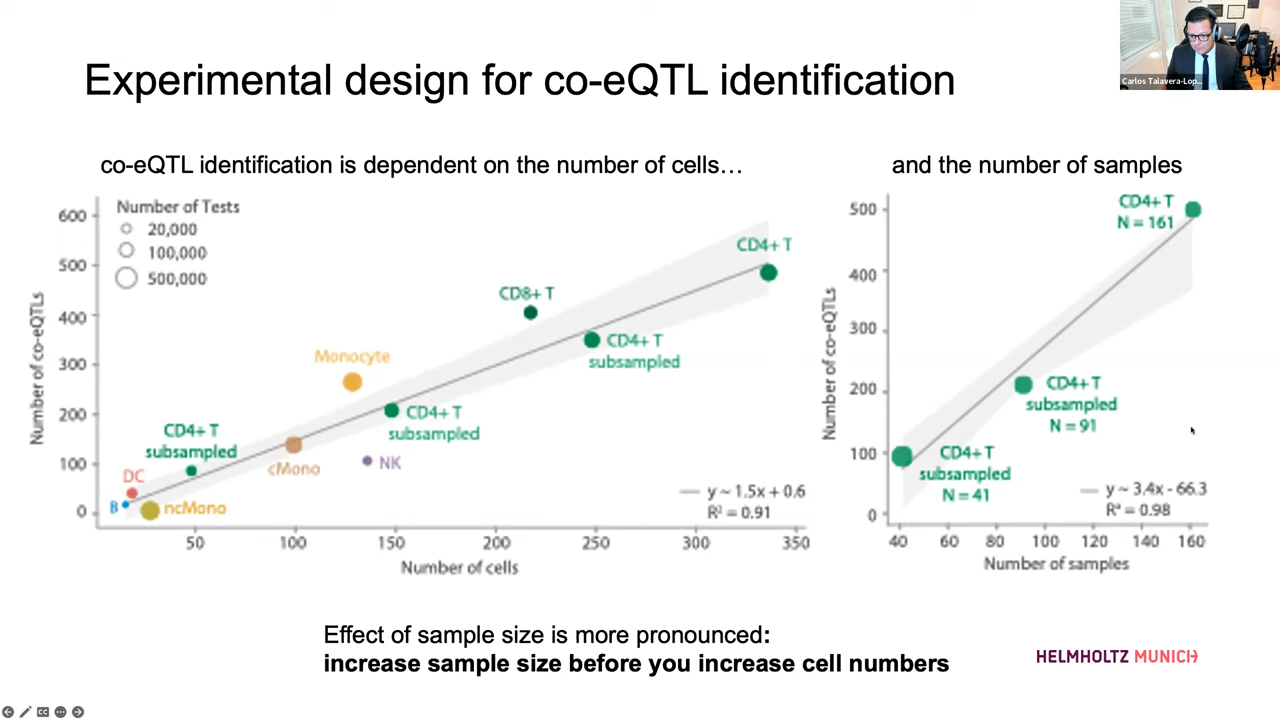 Experimental design for co-eQTL identification
Carlos Talavera-Lop...
co-eQTL identification is dependent on the number of cells…
and the number of samples
Number of Tests
20,000
100,000
500,000
600
500
400
300
200
100
0
Number of co-eQTLs
CD4+ T
CD8+ T
CD4+ T
subsampled
Monocyte
CD4+ T
subsampled
CD4+ T
subsampled
cMono
NK
DC
B
ncMono
y ~ 1.5x + 0.6
R² = 0.91
50
100
150
200
250
300
350
Number of cells
500
400
300
200
100
0
Number of co-eQTLs
CD4+ T
N = 161
CD4+ T
subsampled
N = 91
CD4+ T
subsampled
N = 41
y ~ 3.4x - 66.3
R² = 0.98
40
60
80
100
120
140
160
Number of samples
Effect of sample size is more pronounced:
increase sample size before you increase cell numbers
HELMHOLTZ MUNICH
CC